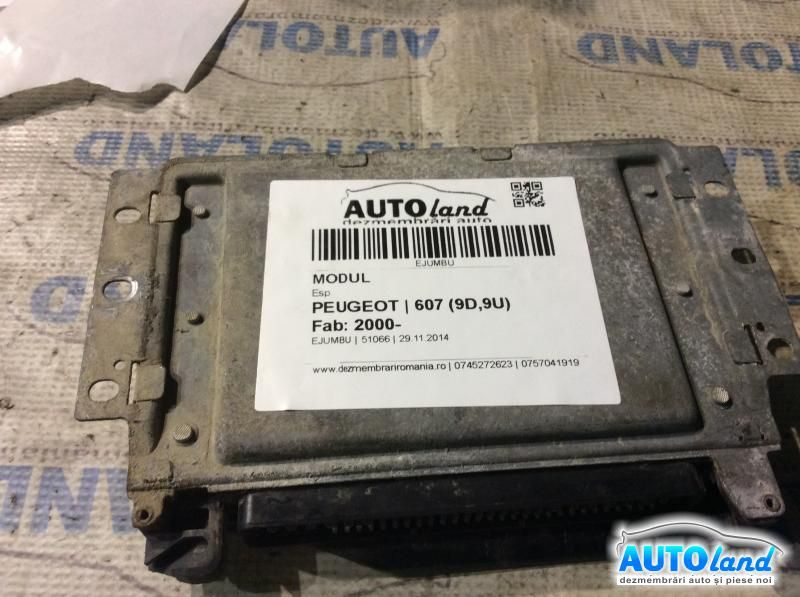 AUTOLAND
AUTOland
dezmembrări auto
EJUMBU
MODUL
Esp
PEUGEOT | 607 (9D,9U)
Fab: 2000-
EJUMBU | 51066 | 29.11.2014
www.dezmembrariromania.ro | 0745272623 | 0757041919
AUTOland
dezmembrări auto și piese noi